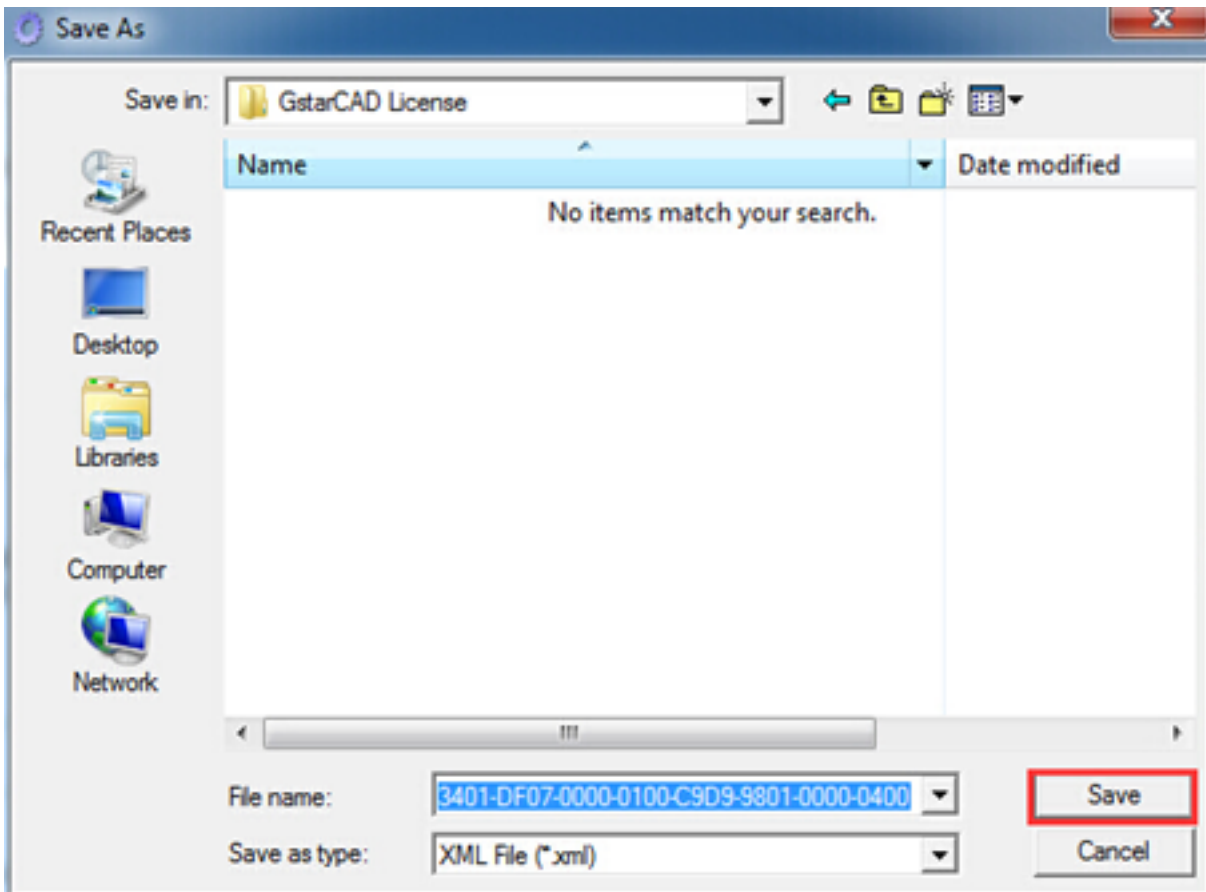 Save As
x
Save in:
GstarCAD License
Name
Date modified
No items match your search.
Recent Places
Desktop
Libraries
Computer
Network
File name:
3401-DF07-0000-0100-C9D9-9801-0000-0400
Save
Save as type:
XML File (*.xml)
Cancel